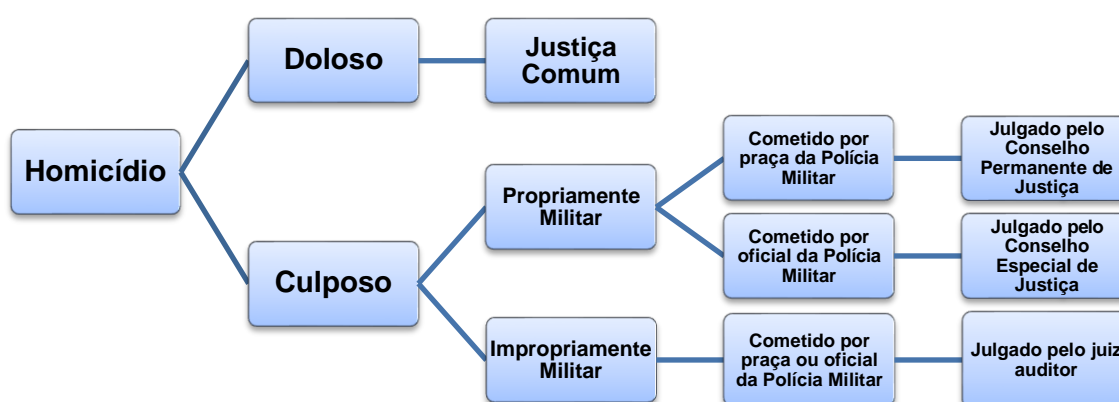 Homicídio
Doloso
Justiça
Comum
Culposo
Propriamente
Militar
Cometido por
praça da Polícia
Militar
Julgado pelo
Conselho
Permanente de
Justiça
Cometido por
oficial da Polícia
Militar
Julgado pelo
Conselho
Especial de
Justiça
Impropriamente
Militar
Cometido por
praça ou oficial
da Polícia Militar
Julgado pelo juiz
auditor